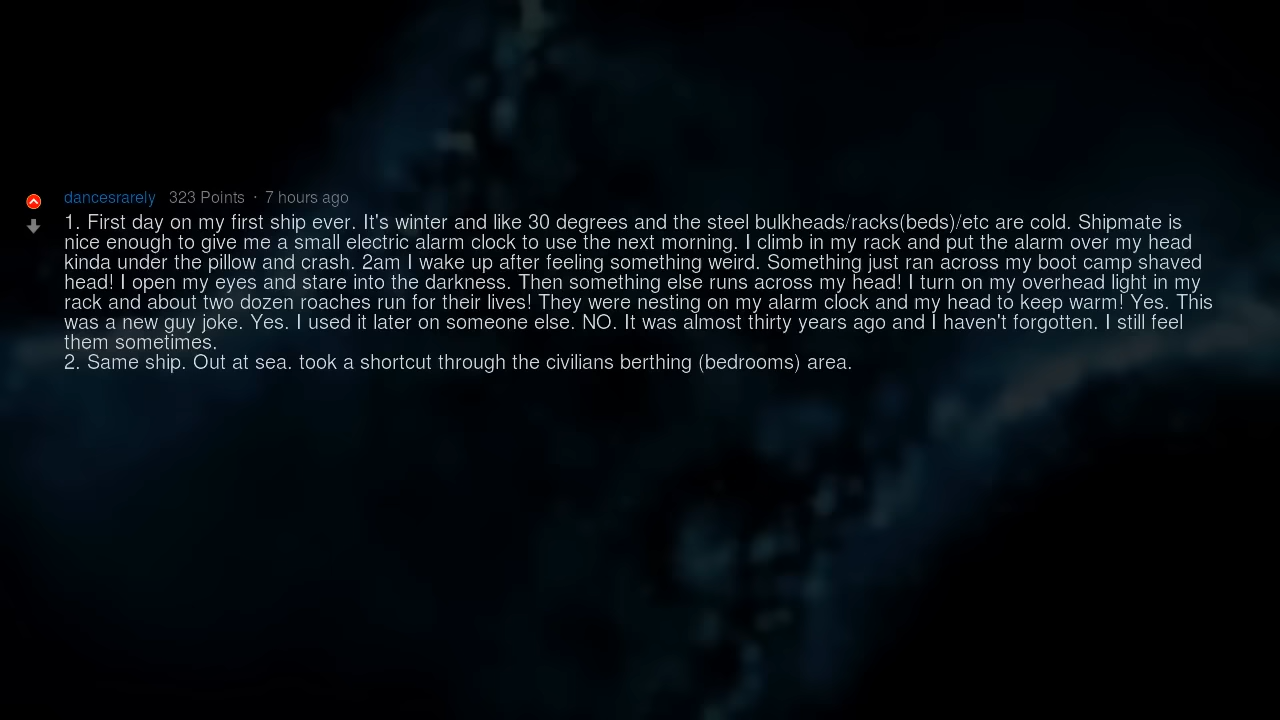 dancesrarely 323 Points · 7 hours ago
1. First day on my first ship ever. It's winter and like 30 degrees and the steel bulkheads/racks(beds)/etc are cold. Shipmate is
nice enough to give me a small electric alarm clock to use the next morning. I climb in my rack and put the alarm over my head
kinda under the pillow and crash. 2am I wake up after feeling something weird. Something just ran across my boot camp shaved
head! I open my eyes and stare into the darkness. Then something else runs across my head! I turn on my overhead light in my
rack and about two dozen roaches run for their lives! They were nesting on my alarm clock and my head to keep warm! Yes. This
was a new guy joke. Yes. I used it later on someone else. NO. It was almost thirty years ago and I haven't forgotten. I still feel
them sometimes.
2. Same ship. Out at sea. took a shortcut through the civilians berthing (bedrooms) area.